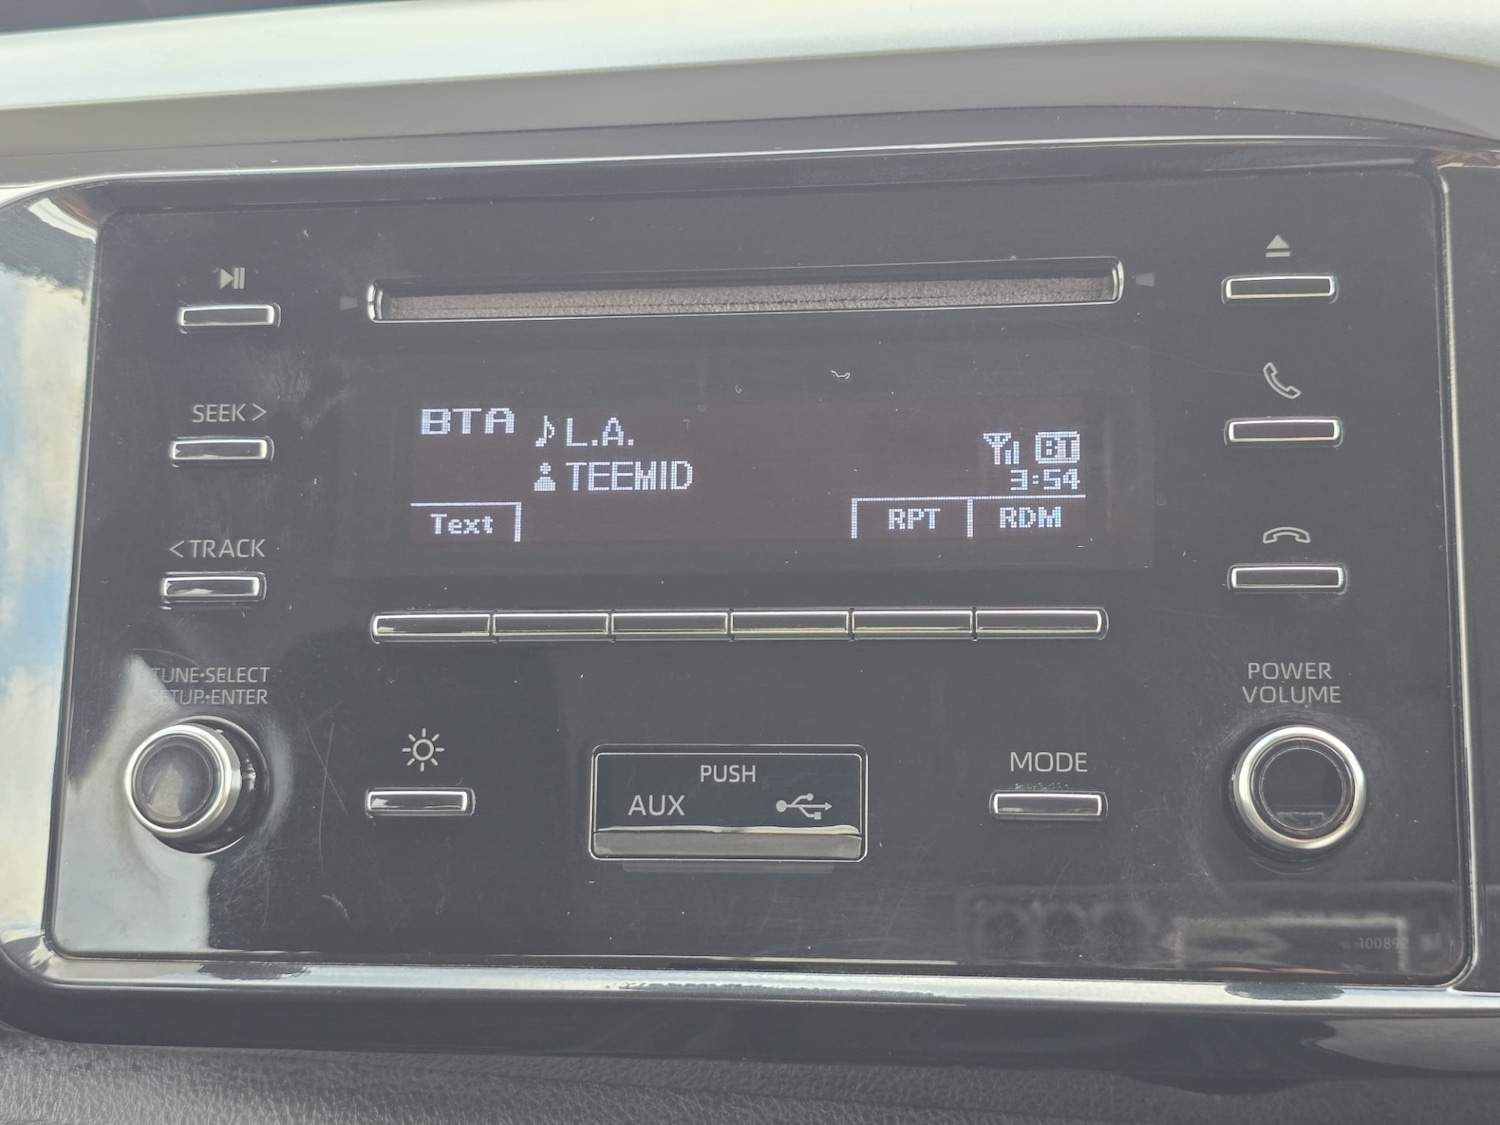 SEEK >
BTA
L.A.
TEEMID
BT
3:54
Text
RPT
RDM
< TRACK
TUNE•SELECT
SETUP•ENTER
POWER
VOLUME
PUSH
AUX
MODE
100892